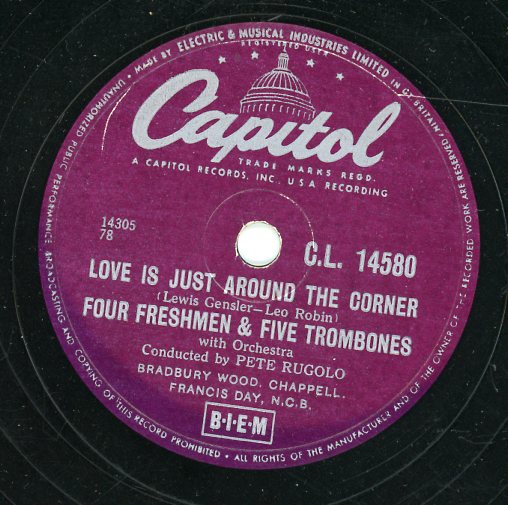 MADE BY ELECTRIC & MUSICAL INDUSTRIES LIMITED IN GT BRITAIN
REGISTERED USER
Capitol
TRADE MARKS REGD.
A CAPITOL RECORDS, INC. U S A RECORDING
14305
78
C.L. 14580
LOVE IS JUST AROUND THE CORNER
(Lewis Gensler—Leo Robin)
FOUR FRESHMEN & FIVE TROMBONES
with Orchestra
Conducted by PETE RUGOLO
BRADBURY WOOD, CHAPPELL.
FRANCIS DAY, N.C.B.
B·I·E·M
ALL RIGHTS OF THE MANUFACTURER AND OF THE OWNER OF THE RECORDED WORK RESERVED
UNAUTHORIZED PUBLIC PERFORMANCE, BROADCASTING AND COPYING OF THIS RECORD PROHIBITED